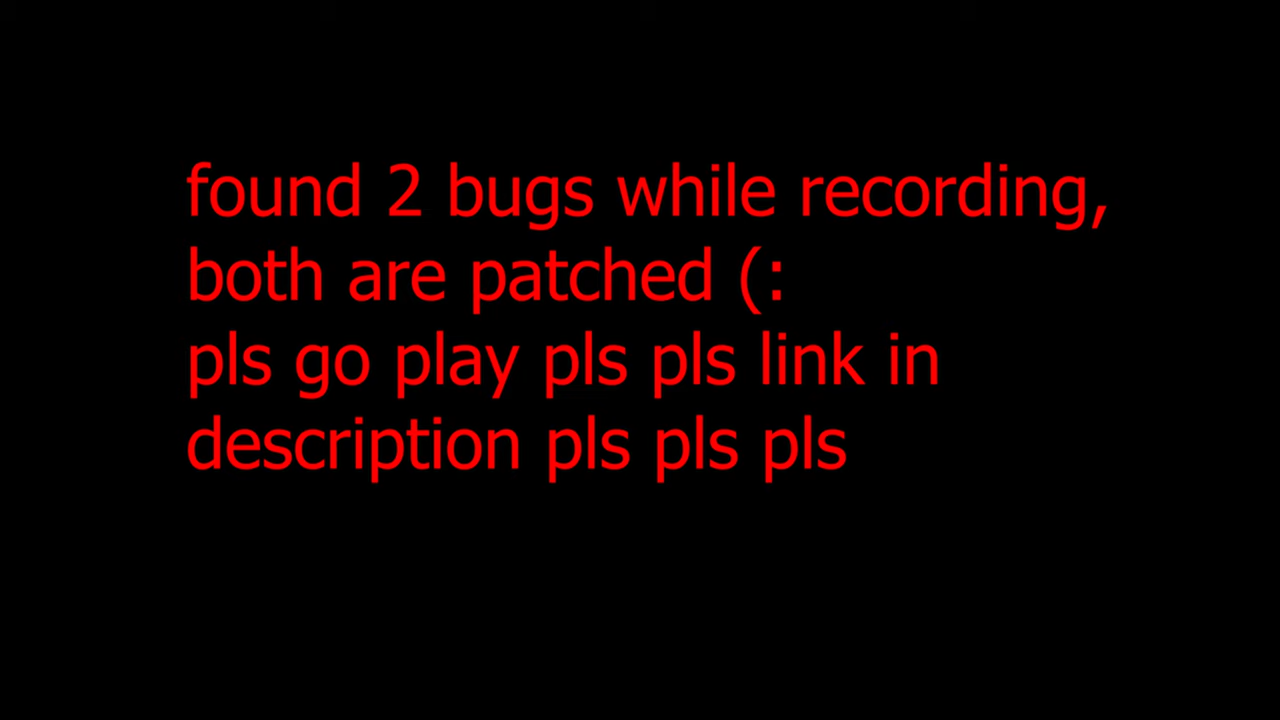 found 2 bugs while recording,
both are patched (:
pls go play pls pls link in
description pls pls pls